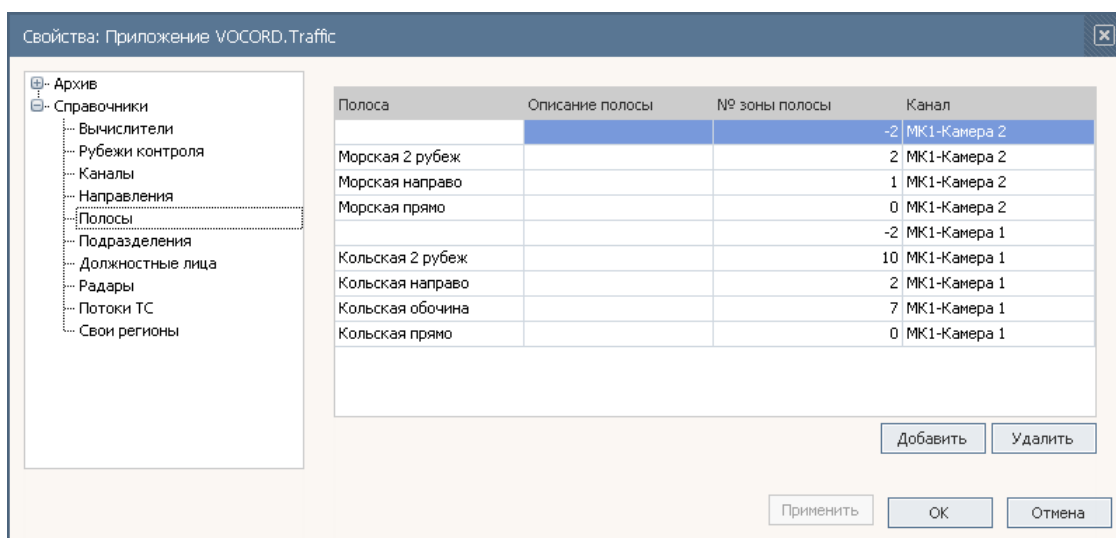 Свойства: Приложение VOCORD.Traffic
Архив
Справочники
Вычислители
Рубежи контроля
Каналы
Направления
Полосы
Подразделения
Должностные лица
Радары
Потоки ТС
Свои регионы
Полоса Описание полосы № зоны полосы Канал
-2 МК1-Камера 2
Морская 2 рубеж 2 МК1-Камера 2
Морская направо 1 МК1-Камера 2
Морская прямо 0 МК1-Камера 2
-2 МК1-Камера 1
Кольская 2 рубеж 10 МК1-Камера 1
Кольская направо 2 МК1-Камера 1
Кольская обочина 7 МК1-Камера 1
Кольская прямо 0 МК1-Камера 1
Добавить Удалить
Применить OK Отмена